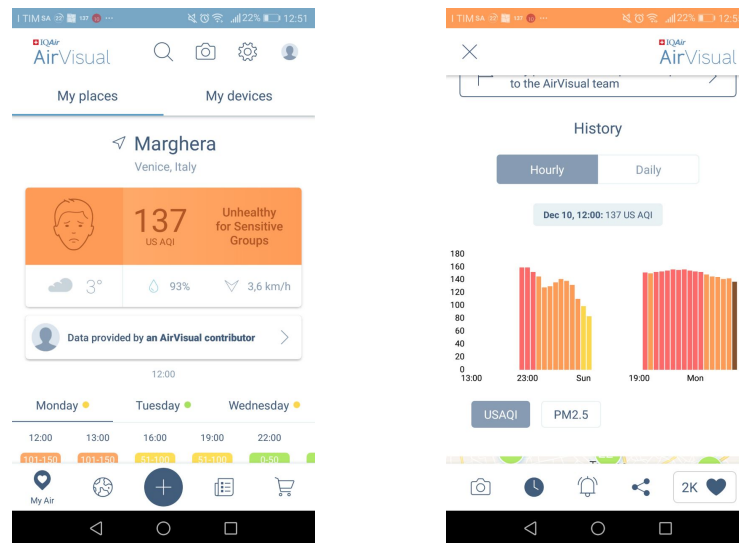 I TIM SA
127
22%
12:51
IQAir
AirVisual
My places
My devices
Marghera
Venice, Italy
137
US AQI
Unhealthy
for Sensitive
Groups
3°
93%
3,6 km/h
Data provided by an AirVisual contributor
12:00
Monday
Tuesday
Wednesday
12:00 13:00 16:00 19:00 22:00
101-150 101-150 51-100 51-100 0-50
My Air
I TIM SA
127
22%
12:5
IQAir
AirVisual
to the AirVisual team
History
Hourly
Daily
Dec 10, 12:00: 137 US AQI
180
160
140
120
100
80
60
40
20
0
13:00 23:00 Sun 19:00 Mon
USAQI
PM2.5
2K